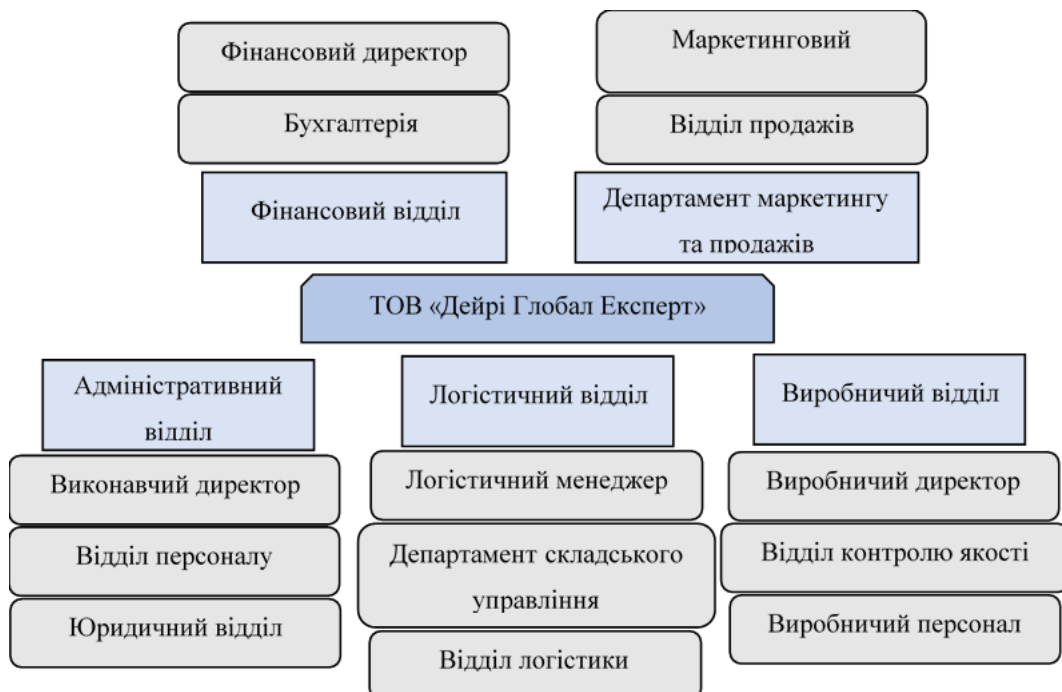 Фінансовий директор
Маркетинговий
Бухгалтерія
Відділ продажів
Фінансовий відділ
Департамент маркетингу
та продажів
ТОВ «Дейрі Глобал Експерт»
Адміністративний
відділ
Логістичний відділ
Виробничий відділ
Виконавчий директор
Логістичний менеджер
Виробничий директор
Відділ персоналу
Департамент складського
управління
Відділ контролю якості
Юридичний відділ
Відділ логістики
Виробничий персонал